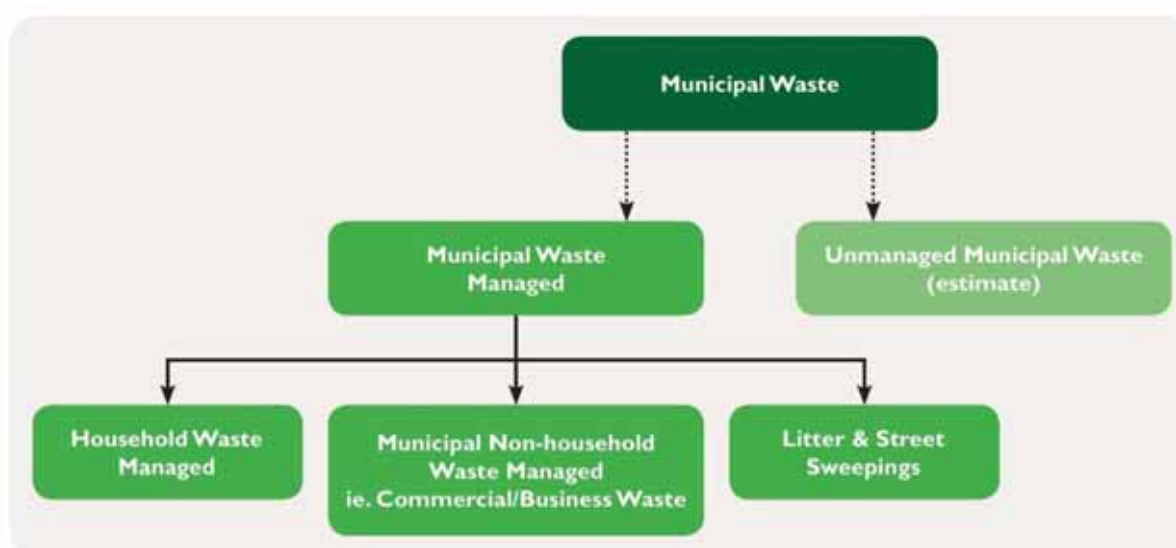 Municipal Waste
Municipal Waste
Managed
Unmanaged Municipal Waste
(estimate)
Household Waste
Managed
Municipal Non-household
Waste Managed
ie. Commercial/Business Waste
Litter & Street
Sweepings